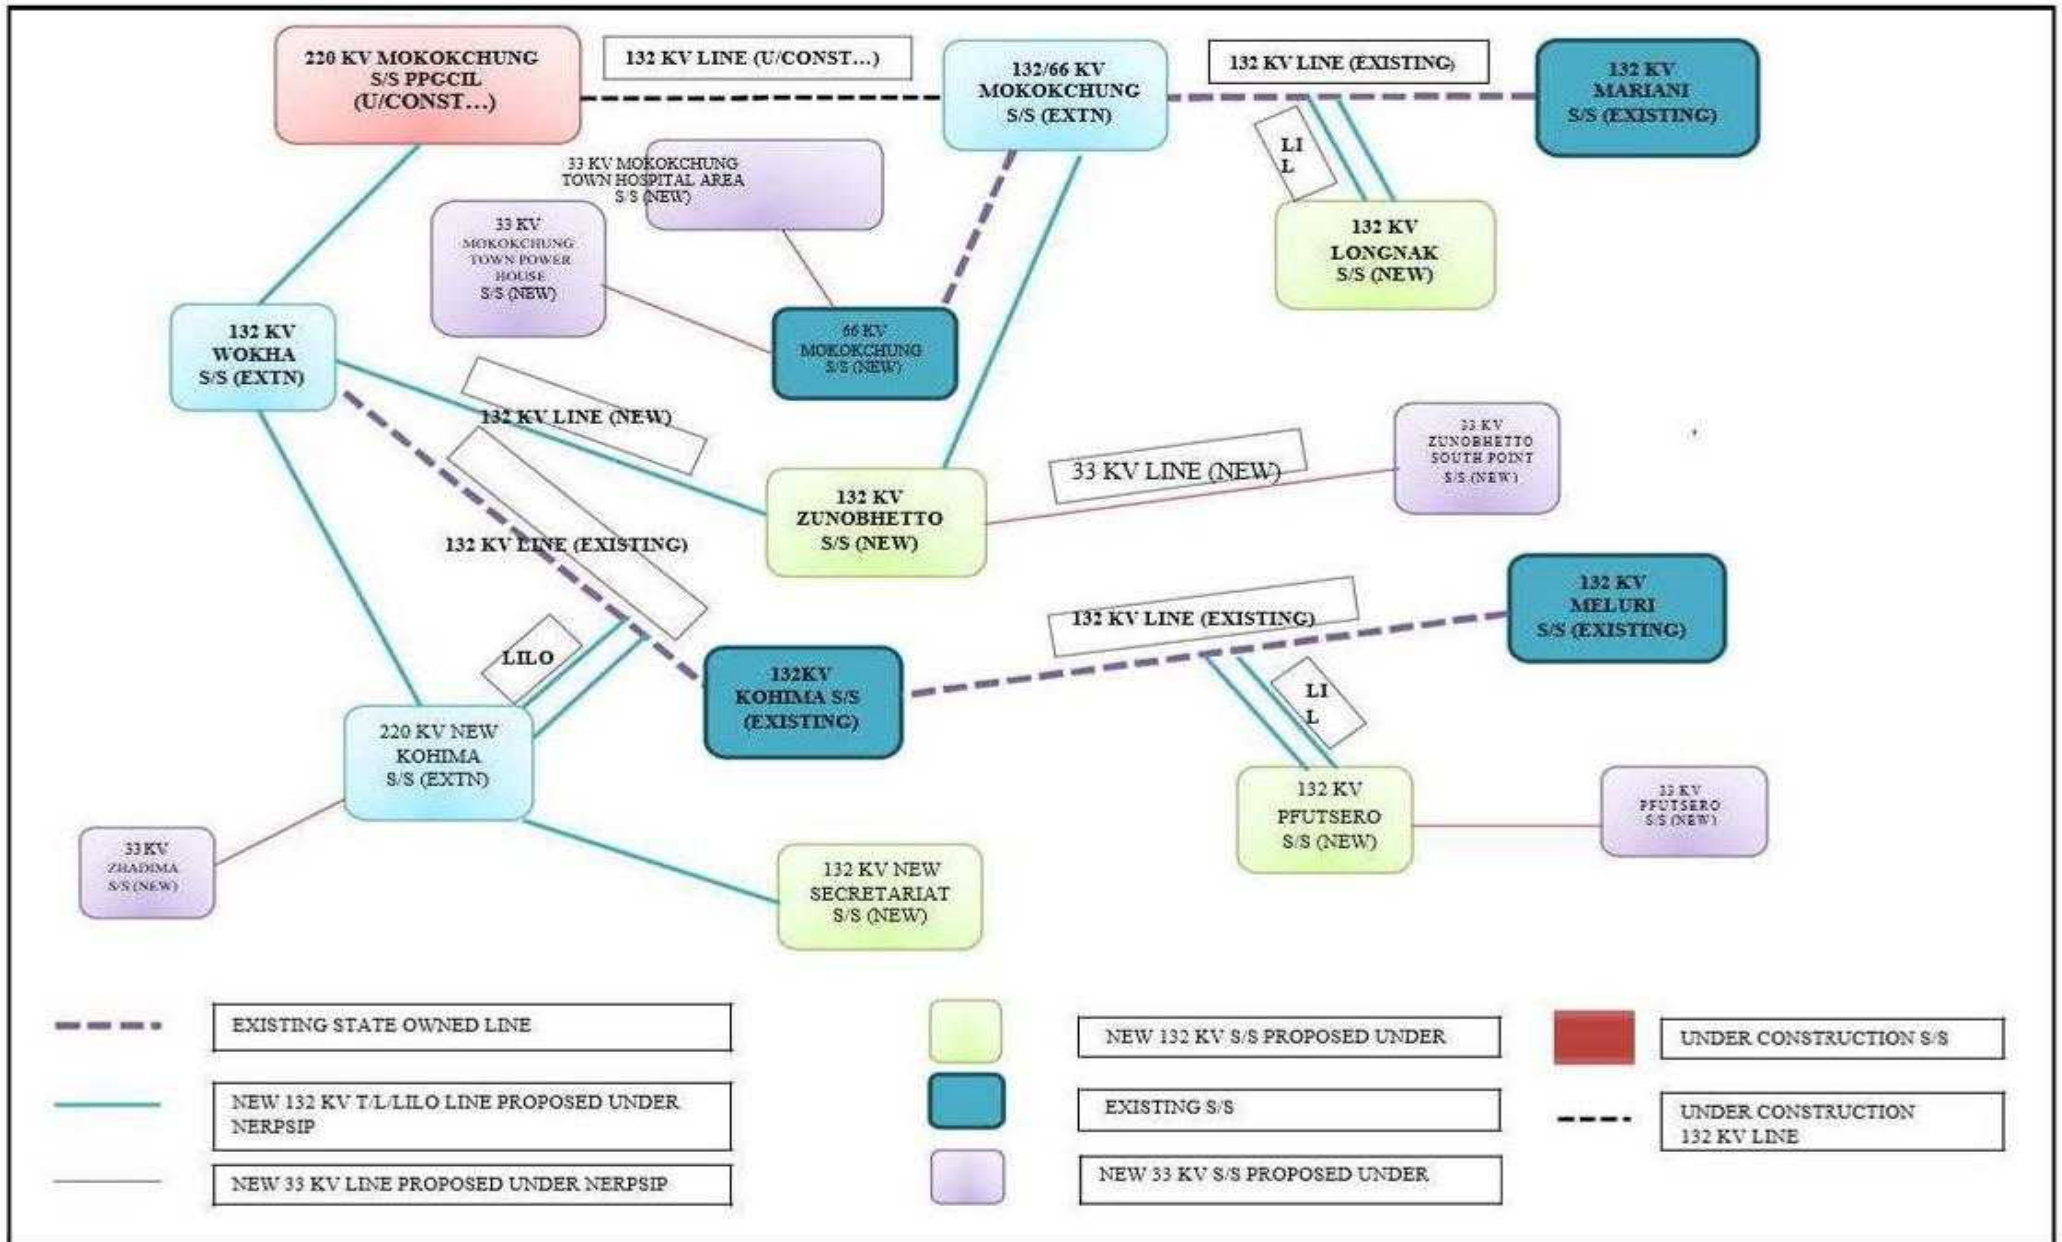 220 KV MOKOKCHUNG
S/S PPGCIL
(U/CONST...)
132 KV LINE (U/CONST...)
132/66 KV
MOKOKCHUNG
S/S (EXTN)
132 KV LINE (EXISTING)
132 KV
MARIANI
S/S (EXISTING)
33 KV MOKOKCHUNG
TOWN HOSPITAL AREA
S/S (NEW)
LI
L
33 KV
MOKOKCHUNG
TOWN POWER
HOUSE
S/S (NEW)
132 KV
LONGNAK
S/S (NEW)
132 KV
WOKHA
S/S (EXTN)
66 KV
MOKOKCHUNG
S/S (NEW)
132 KV LINE (NEW)
33 KV
ZUNOBHETTO
SOUTH POINT
S/S (NEW)
33 KV LINE (NEW)
132 KV
ZUNOBHETTO
S/S (NEW)
132 KV LINE (EXISTING)
132 KV
MELURI
S/S (EXISTING)
132 KV LINE (EXISTING)
LILO
132KV
KOHIMA S/S
(EXISTING)
LI
L
220 KV NEW
KOHIMA
S/S (EXTN)
132 KV
PFUTSERO
S/S (NEW)
33 KV
PFUTSERO
S/S (NEW)
33 KV
ZHADIMA
S/S (NEW)
132 KV NEW
SECRETARIAT
S/S (NEW)
EXISTING STATE OWNED LINE
NEW 132 KV T/L/LILO LINE PROPOSED UNDER
NERPSIP
NEW 33 KV LINE PROPOSED UNDER NERPSIP
NEW 132 KV S/S PROPOSED UNDER
EXISTING S/S
NEW 33 KV S/S PROPOSED UNDER
UNDER CONSTRUCTION S/S
UNDER CONSTRUCTION
132 KV LINE